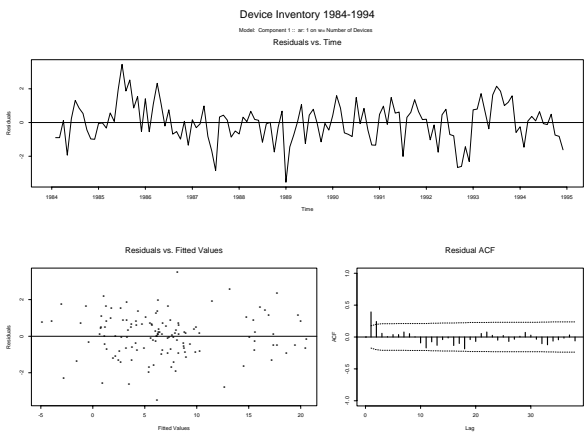 Device Inventory 1984-1994
Model: Component 1 :: ar: 1 on w= Number of Devices
Residuals vs. Time
Residuals
2
0
-2
1984 1985 1986 1987 1988 1989 1990 1991 1992 1993 1994 1995
Time
Residuals vs. Fitted Values
Residuals
2
0
-2
-5 0 5 10 15 20
Fitted Values
Residual ACF
ACF
1.0
0.5
0.0
-0.5
-1.0
0 10 20 30
Lag